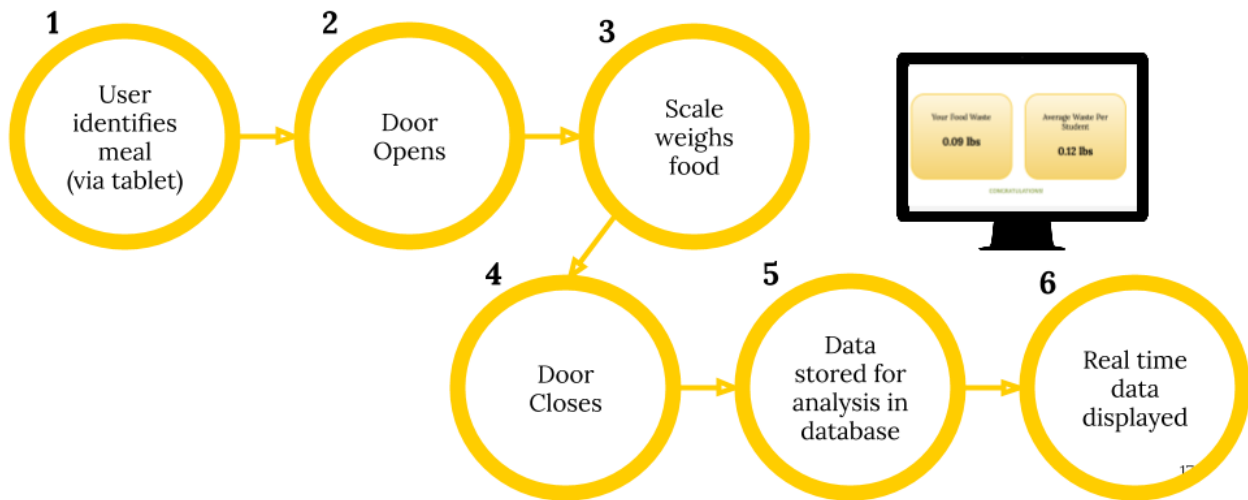 1
User
identifies
meal
(via tablet)
2
Door
Opens
3
Scale
weighs
food
Your Food Waste
0.09 lbs
Average Waste Per
Student
0.12 lbs
CONGRATULATIONS!
4
Door
Closes
5
Data
stored for
analysis in
database
6
Real time
data
displayed
17